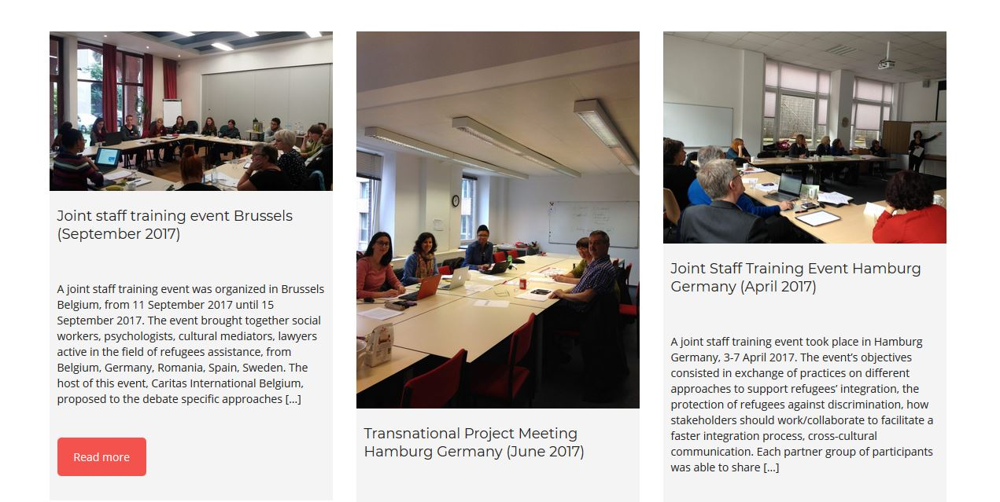 Joint staff training event Brussels
(September 2017)
A joint staff training event was organized in Brussels
Belgium, from 11 September 2017 until 15
September 2017. The event brought together social
workers, psychologists, cultural mediators, lawyers
active in the field of refugees assistance, from
Belgium, Germany, Romania, Spain, Sweden. The
host of this event, Caritas International Belgium,
proposed to the debate specific approaches [...]
Read more
Transnational Project Meeting
Hamburg Germany (June 2017)
Joint Staff Training Event Hamburg
Germany (April 2017)
A joint staff training event took place in Hamburg
Germany, 3-7 April 2017. The event’s objectives
consisted in exchange of practices on different
approaches to support refugees’ integration, the
protection of refugees against discrimination, how
stakeholders should work/collaborate to facilitate a
faster integration process, cross-cultural
communication. Each partner group of participants
was able to share [...]